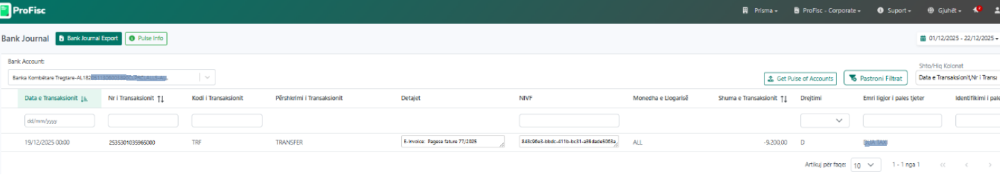 ProFisc
Prisma
ProFisc - Corporate
Suport
Gjuhët
2
Bank Journal
Bank Journal Export
Pulse Info
01/12/2025 - 22/12/2025
Bank Account:
Banka Kombëtare Tregtare-AL182
Shto/Hiq Kolonat
Get Pulse of Accounts
Pastroni Filtrat
Data e Transaksionit,Nr i Transa
Data e Transaksionit
Nr i Transaksionit
Kodi i Transaksionit
Përshkrimi i Transaksionit
Detajet
NIVF
Monedha e Llogarisë
Shuma e Transaksionit
Drejtimi
Emri ligjor i pales tjeter
Identifikimi i pale
dd/mm/yyyy
19/12/2025 00:00
2535301035965000
TRF
TRANSFER
E-Invoice: Pagese fature 77/2025
843c96e3-bbdc-411b-bc31-a39dade5063a
ALL
-9.200,00
D
Artikuj për faqe:
10
1 - 1 nga 1